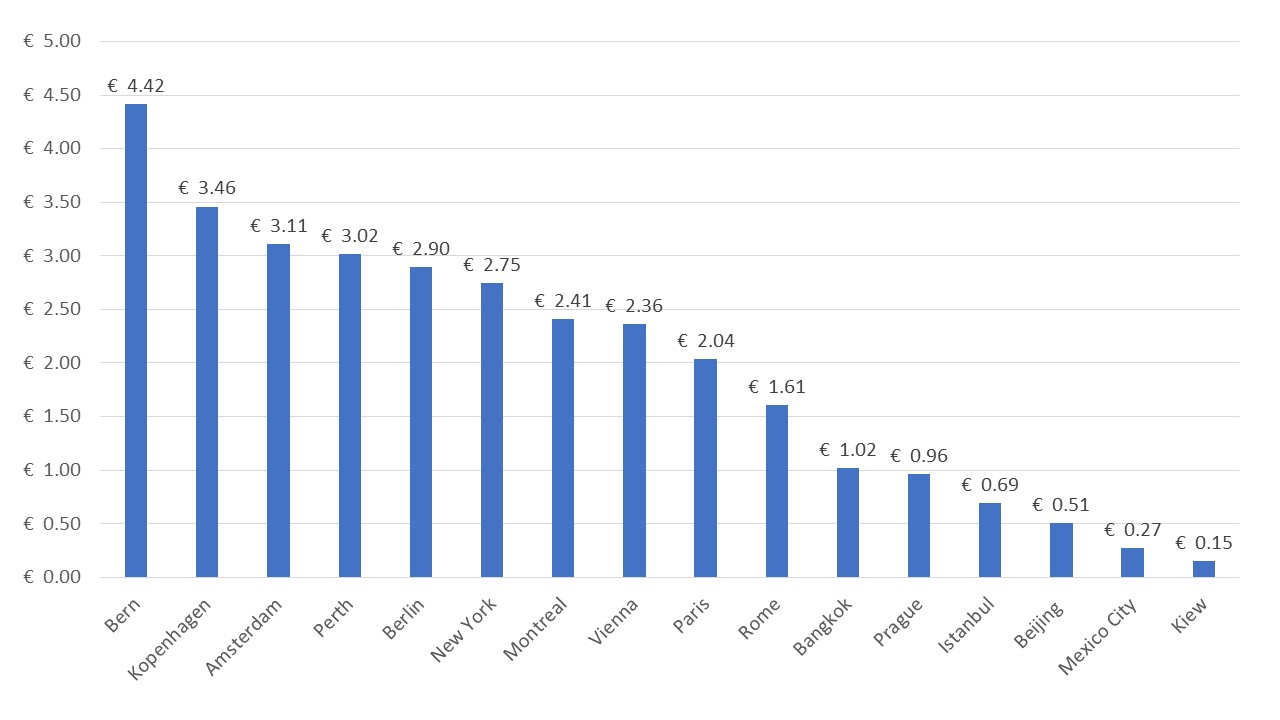 € 5.00
€ 4.50
€ 4.00
€ 3.50
€ 3.00
€ 2.50
€ 2.00
€ 1.50
€ 1.00
€ 0.50
€ 0.00
€ 4.42
€ 3.46
€ 3.11
€ 3.02
€ 2.90
€ 2.75
€ 2.41
€ 2.36
€ 2.04
€ 1.61
€ 1.02
€ 0.96
€ 0.69
€ 0.51
€ 0.27
€ 0.15
Bern
Kopenhagen
Amsterdam
Perth
Berlin
New York
Montreal
Vienna
Paris
Rome
Bangkok
Prague
Istanbul
Beijing
Mexico City
Kiew